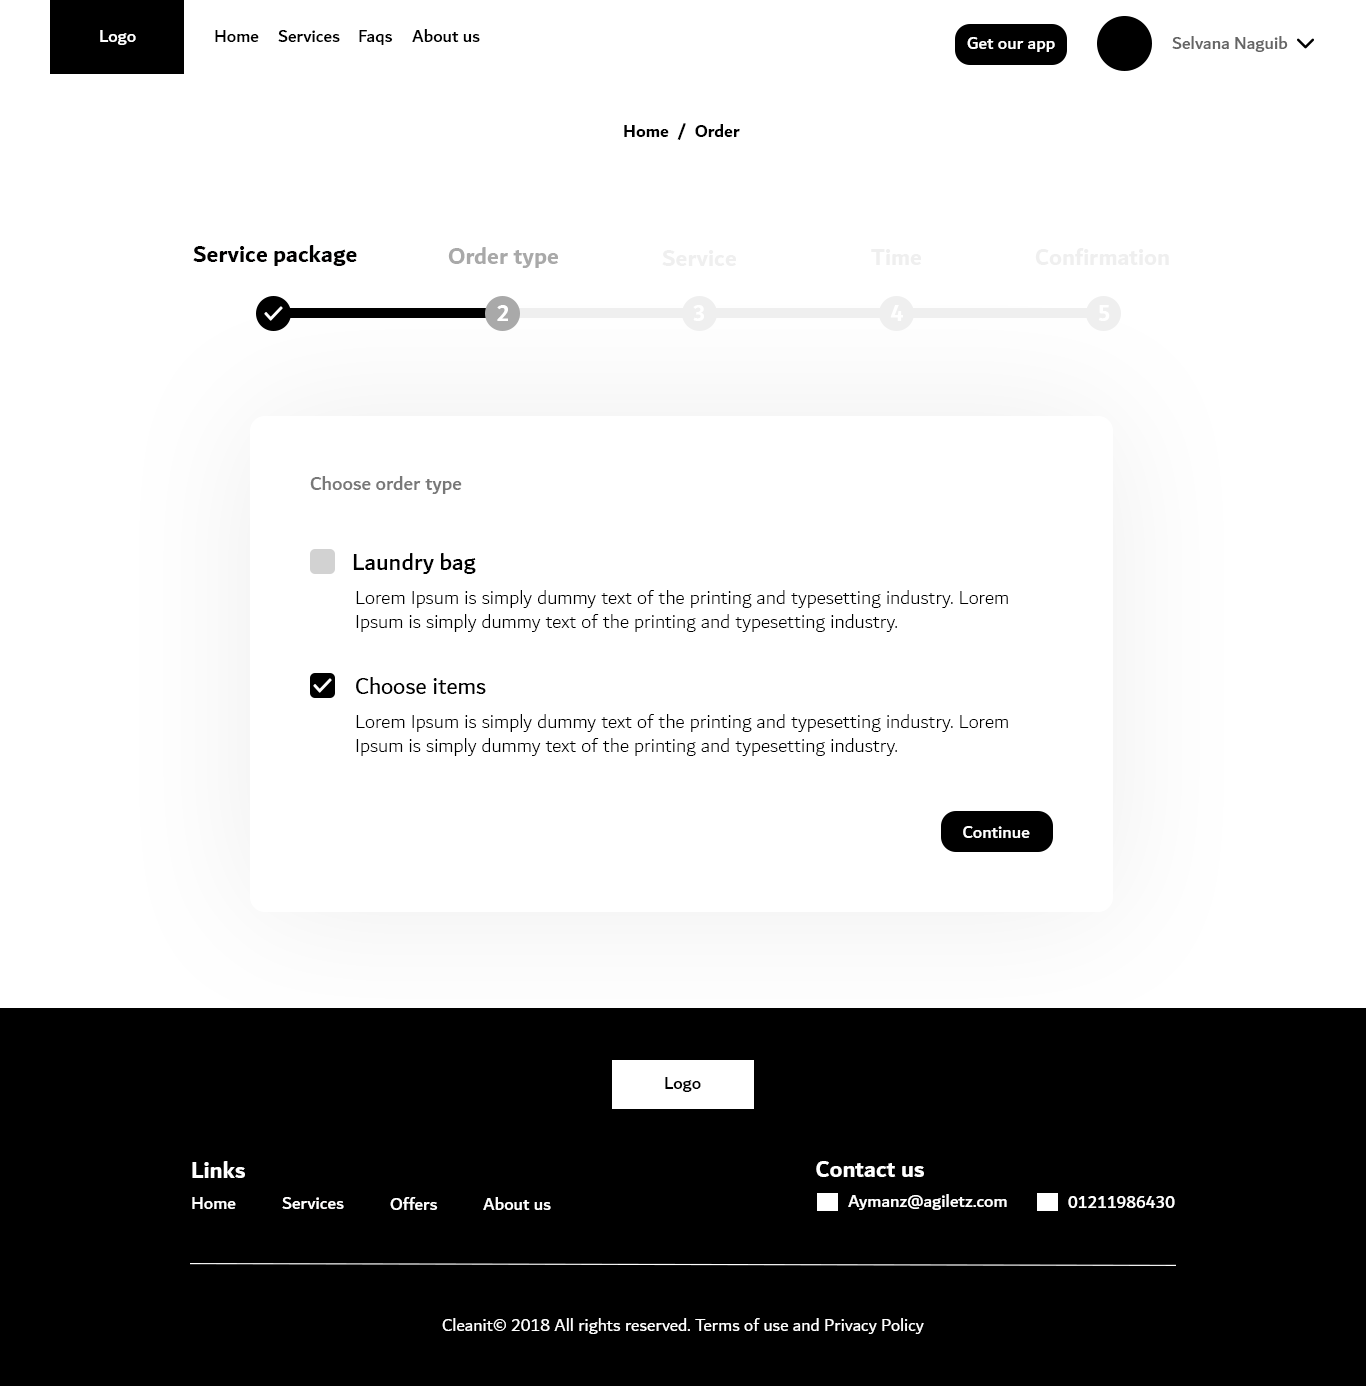 Logo
Home Services Faqs About us
Get our app
Selvana Naguib
Home / Order
Service package Order type Service Time Confirmation
2 3 4 5
Choose order type
Laundry bag
Lorem Ipsum is simply dummy text of the printing and typesetting industry. Lorem
Ipsum is simply dummy text of the printing and typesetting industry.
Choose items
Lorem Ipsum is simply dummy text of the printing and typesetting industry. Lorem
Ipsum is simply dummy text of the printing and typesetting industry.
Continue
Logo
Links
Home Services Offers About us
Contact us
Aymanz@agiletz.com 01211986430
Cleanit© 2018 All rights reserved. Terms of use and Privacy Policy